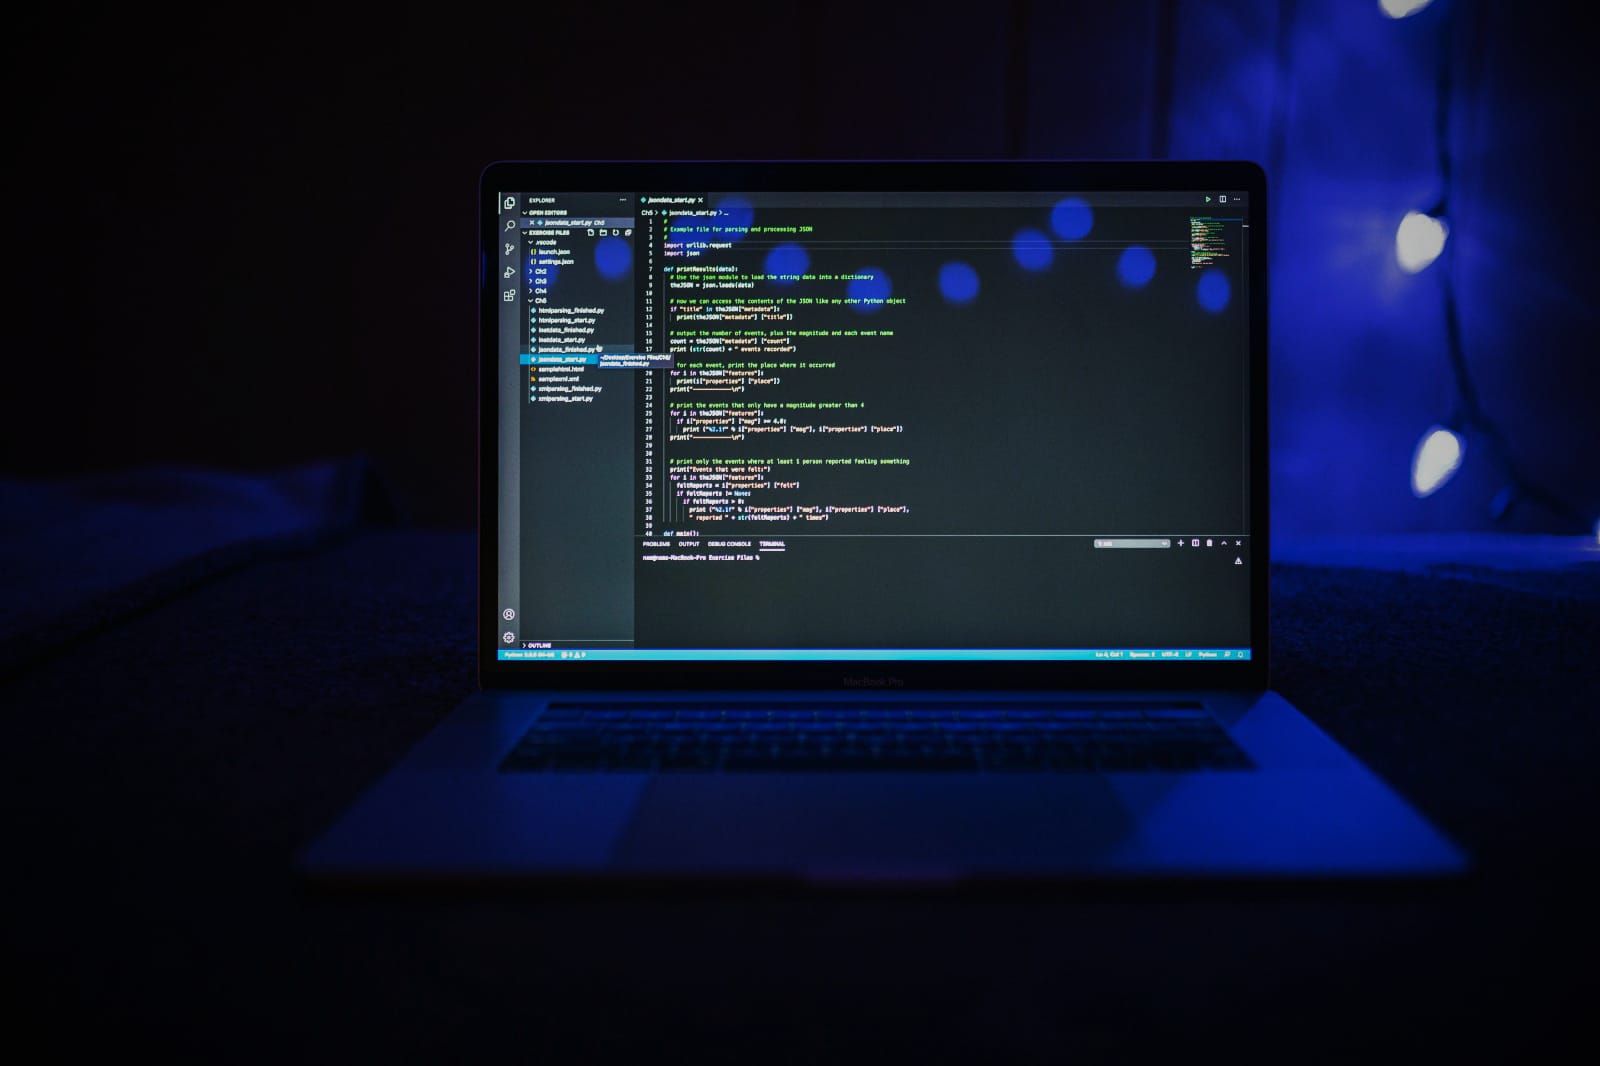 EXPLORER
OPEN EDITORS
jsondata_start.py Ch5
EXERCISE FILES
.vscode
launch.json
settings.json
Ch2
Ch3
Ch4
Ch5
htmlparsing_finished.py
htmlparsing_start.py
inetdata_finished.py
inetdata_start.py
jsondata_finished.py
jsondata_start.py
samplehtml.html
samplexml.xml
xmlparsing_finished.py
xmlparsing_start.py
~/Desktop/Exercise Files/Ch5/
jsondata_finished.py
OUTLINE
jsondata_start.py
Ch5 > jsondata_start.py > ...
1 #
2 # Example file for parsing and processing JSON
3 #
4 import urllib.request
5 import json
6
7 def printResults(data):
8 # Use the json module to load the string data into a dictionary
9 theJSON = json.loads(data)
10
11 # now we can access the contents of the JSON like any other Python object
12 if "title" in theJSON["metadata"]:
13 print(theJSON["metadata"] ["title"])
14
15 # output the number of events, plus the magnitude and each event name
16 count = theJSON["metadata"] ["count"]
17 print (str(count) + " events recorded")
for each event, print the place where it occurred
20 for i in theJSON["features"]:
21 print(i["properties"] ["place"])
22 print("--------------\n")
23
24 # print the events that only have a magnitude greater than 4
25 for i in theJSON["features"]:
26 if i["properties"] ["mag"] >= 4.0:
27 print ("%2.1f" % i["properties"] ["mag"], i["properties"] ["place"])
28 print("--------------\n")
29
30
31 # print only the events where at least 1 person reported feeling something
32 print("Events that were felt:")
33 for i in theJSON["features"]:
34 feltReports = i["properties"] ["felt"]
35 if feltReports != None:
36 if feltReports > 0:
37 print ("%2.1f" % i["properties"] ["mag"], i["properties"] ["place"],
38 " reported " + str(feltReports) + " times")
39
40 def main():
PROBLEMS OUTPUT DEBUG CONSOLE TERMINAL
MacBook-Pro Exercise Files %
Python
Ln 4, Col 1 Spaces: 2 UTF-8 LF Python
MacBook Pro